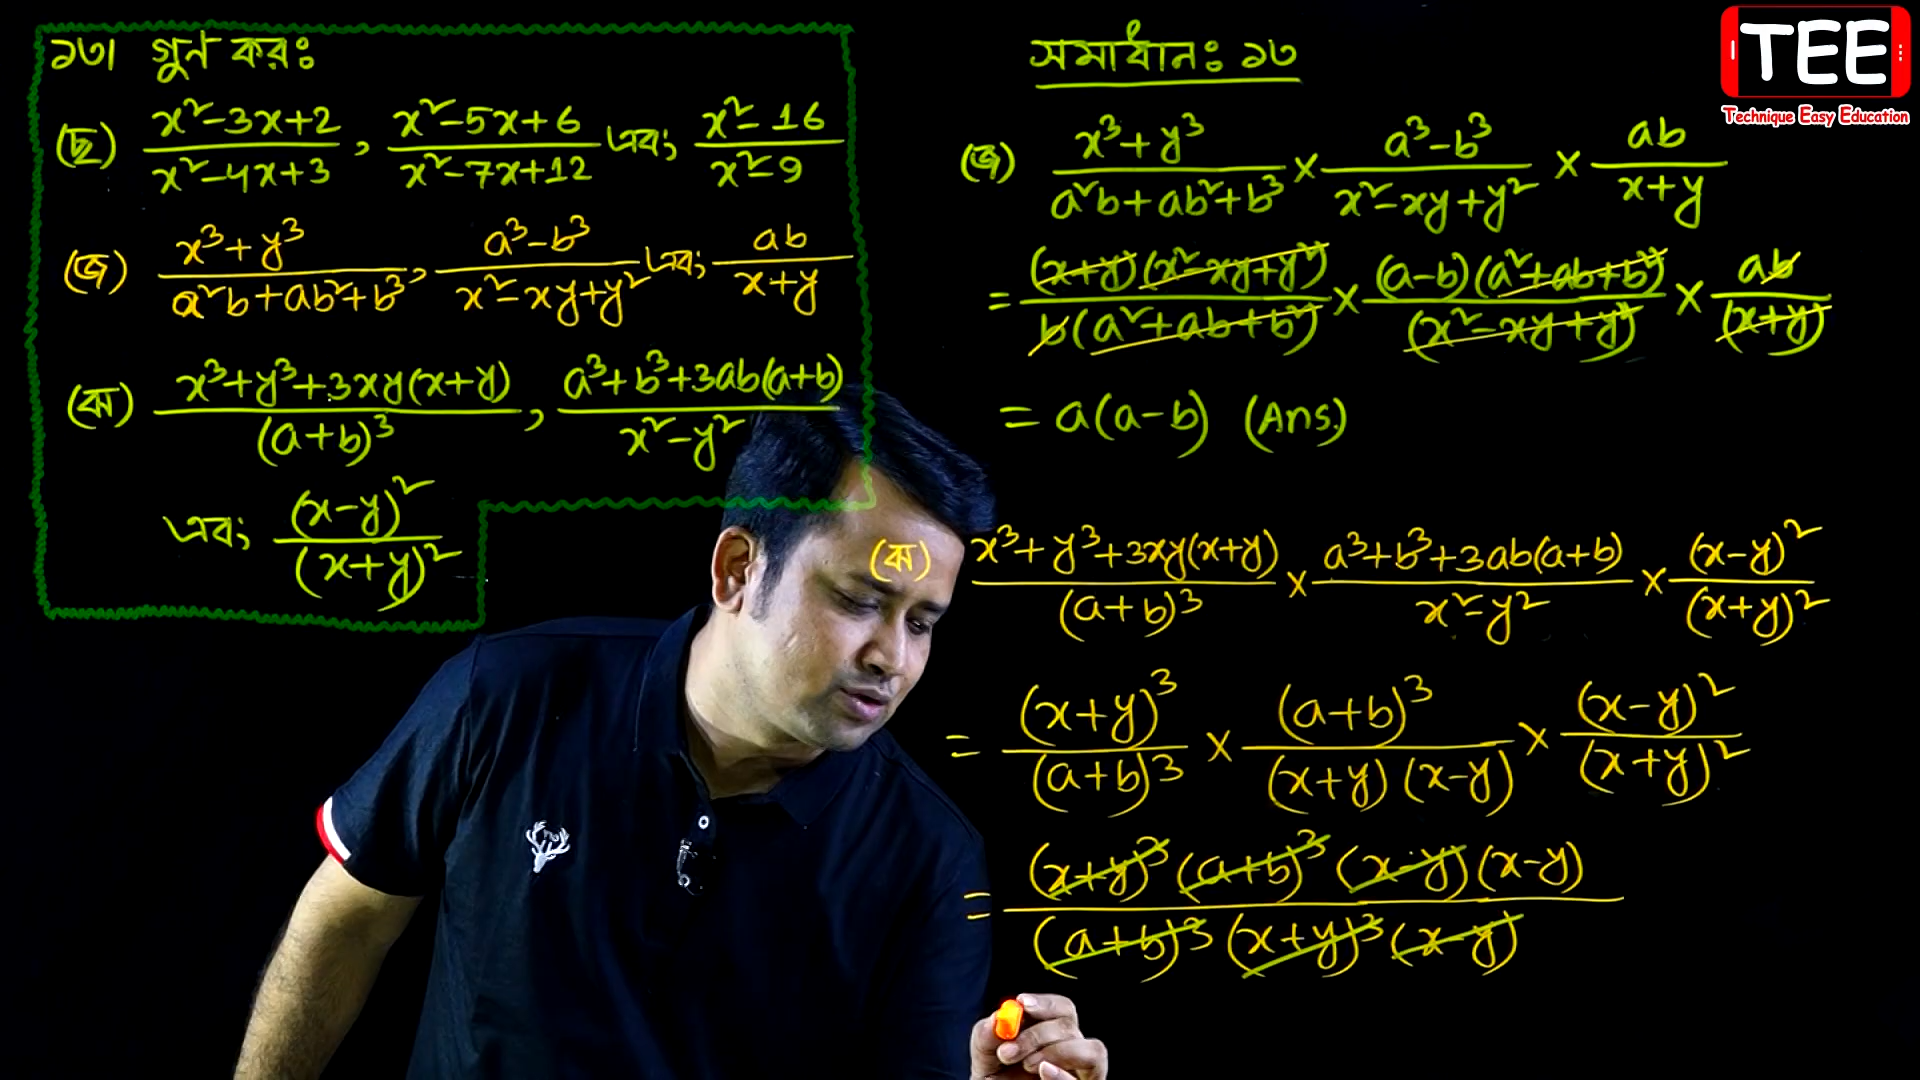 ১৩। গুণ করঃ
(চ) x²-3x+2/x²-4x+3, x²-5x+6/x²-7x+12 এবং x²-16/x²-9
(জ) x³+y³/a²b+ab²+b³, a³-b³/x²-xy+y² এবং ab/x+y
(ঝ) x³+y³+3xy(x+y)/(a+b)³, a³+b³+3ab(a+b)/x²-y²
এবং (x-y)²/(x+y)²
সমাধানঃ ১৩
(জ) x³+y³/a²b+ab²+b³ × a³-b³/x²-xy+y² × ab/x+y
= (x+y)(x²-xy+y²)/b(a²+ab+b²) × (a-b)(a²+ab+b²)/(x²-xy+y²) × ab/(x+y)
= a(a-b) (Ans.)
(ঝ) x³+y³+3xy(x+y)/(a+b)³ × a³+b³+3ab(a+b)/x²-y² × (x-y)²/(x+y)²
= (x+y)³/(a+b)³ × (a+b)³/(x+y)(x-y) × (x-y)²/(x+y)²
= (x+y)³(a+b)³(x-y)(x-y)/(a+b)³(x+y)³(x-y)
TEE
Technique Easy Education